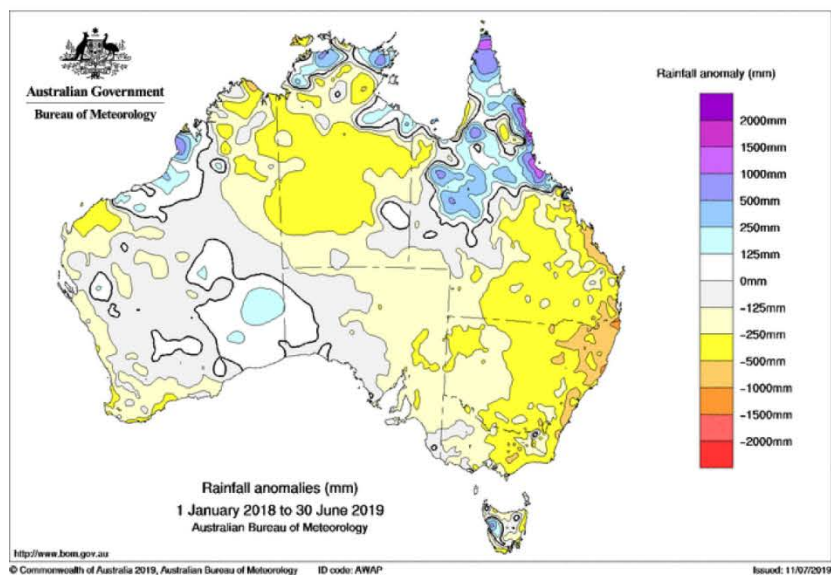 Australian Government
Bureau of Meteorology
Rainfall anomaly (mm)
2000mm
1500mm
1000mm
500mm
250mm
125mm
0mm
-125mm
-250mm
-500mm
-1000mm
-1500mm
-2000mm
Rainfall anomalies (mm)
1 January 2018 to 30 June 2019
Australian Bureau of Meteorology
http://www.bom.gov.au
© Commonwealth of Australia 2019, Australian Bureau of Meteorology ID code: AWAP Issued: 11/07/2019